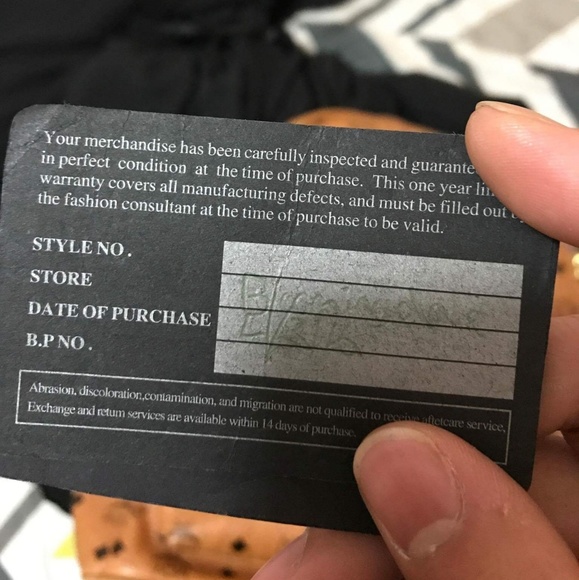 Your merchandise has been carefully inspected and guarante
in perfect condition at the time of purchase. This one year lim
warranty covers all manufacturing defects, and must be filled out
the fashion consultant at the time of purchase to be valid.
STYLE NO.
STORE
DATE OF PURCHASE
B.P NO.
Abrasion, discoloration,contamination, and migration are not qualified to receive aftetcare service.
Exchange and return services are available within 14 days of purchase.